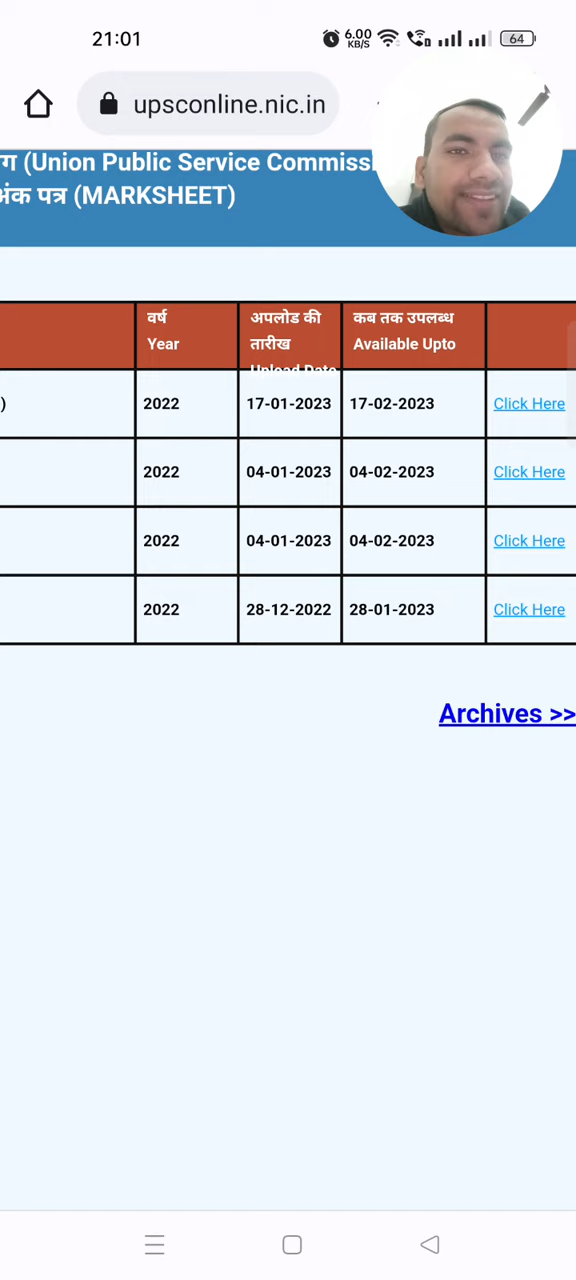 21:01
6.00
KB/S
64
upsconline.nic.in
ग (Union Public Service Commiss
अंक पत्र (MARKSHEET)
वर्ष
Year
अपलोड की
तारीख
Upload Date
कब तक उपलब्ध
Available Upto
) 2022 17-01-2023 17-02-2023 Click Here
2022 04-01-2023 04-02-2023 Click Here
2022 04-01-2023 04-02-2023 Click Here
2022 28-12-2022 28-01-2023 Click Here
Archives >>